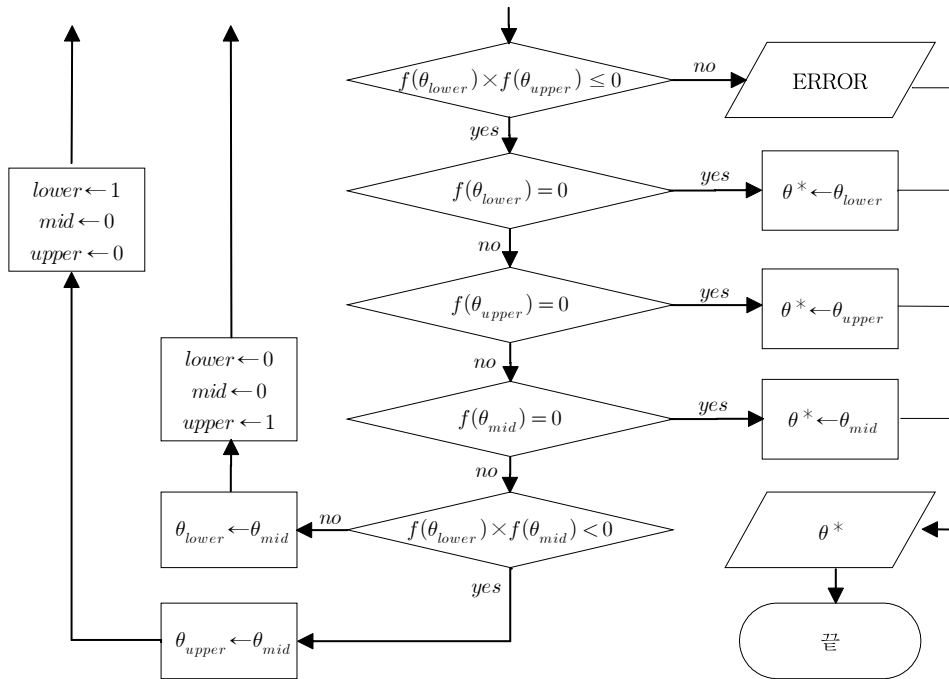 f(θ_lower)×f(θ_upper) ≤ 0
no
ERROR
yes
f(θ_lower) = 0
yes
θ*←θ_lower
no
f(θ_upper) = 0
yes
θ*←θ_upper
no
f(θ_mid) = 0
yes
θ*←θ_mid
no
f(θ_lower)×f(θ_mid) < 0
no
θ_lower←θ_mid
yes
θ_upper←θ_mid
lower←0
mid←0
upper←1
lower←1
mid←0
upper←0
θ*
끝